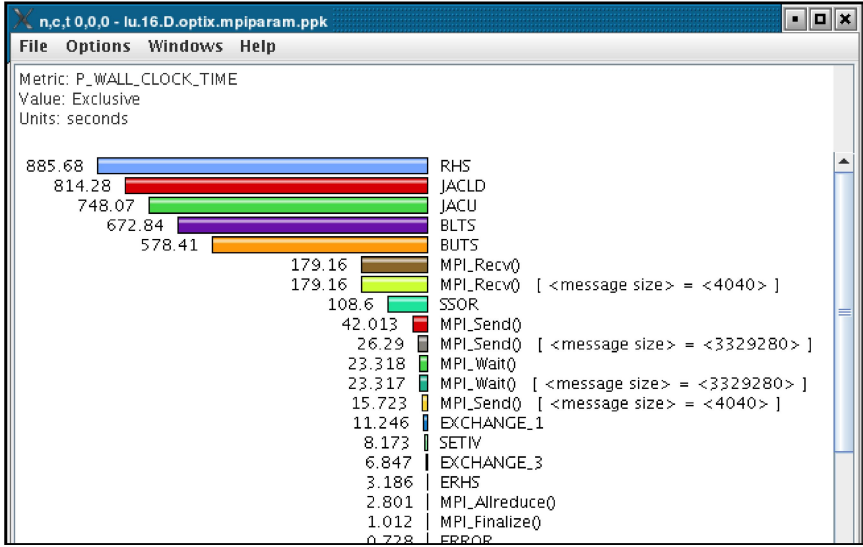 n,c,t 0,0,0 - lu.16.D.optix.mpiparam.ppk
File Options Windows Help
Metric: P_WALL_CLOCK_TIME
Value: Exclusive
Units: seconds
885.68 RHS
814.28 JACLD
748.07 JACU
672.84 BLTS
578.41 BUTS
179.16 MPI_Recv()
179.16 MPI_Recv() [ <message size> = <4040> ]
108.6 SSOR
42.013 MPI_Send()
26.29 MPI_Send() [ <message size> = <3329280> ]
23.318 MPI_Wait()
23.317 MPI_Wait() [ <message size> = <3329280> ]
15.723 MPI_Send() [ <message size> = <4040> ]
11.246 EXCHANGE_1
8.173 SETIV
6.847 EXCHANGE_3
3.186 ERHS
2.801 MPI_Allreduce()
1.012 MPI_Finalize()
0.728 ERROR